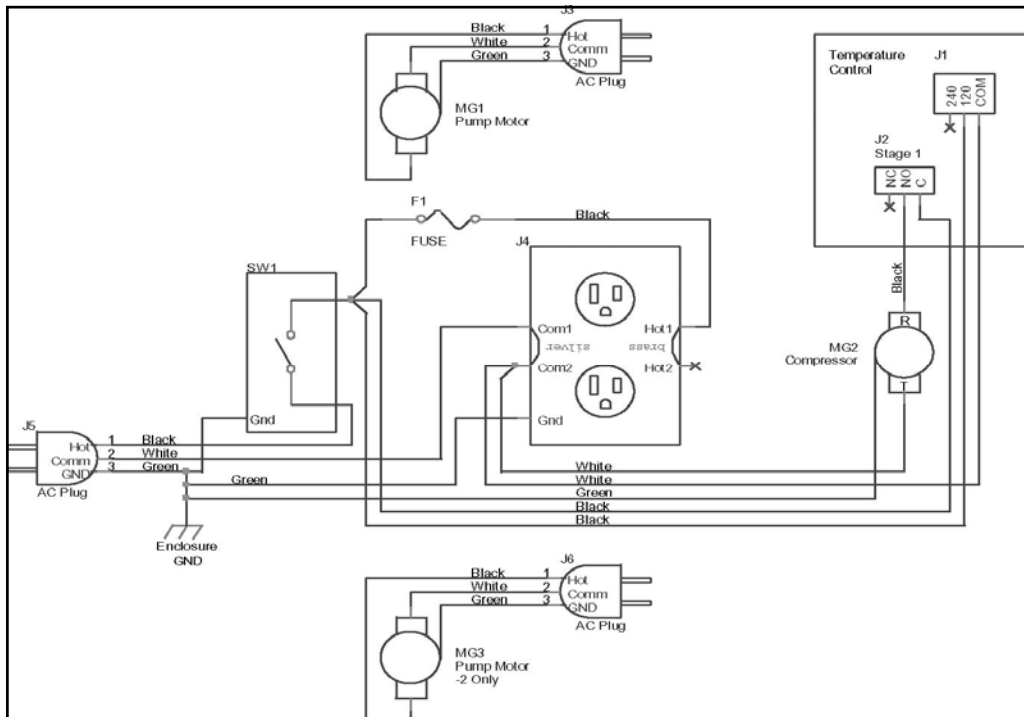 J3
Black 1 Hot
White 2 Comm
Green 3 GND
AC Plug
MG1
Pump Motor
Temperature
Control
J1
240
120
COM
J2
Stage 1
NC
NO
C
F1
FUSE
Black
J4
SW1
Gnd
Com1
silver
brass
Hot1
Com2
Hot2
Gnd
Black
R
MG2
Compressor
T
J5
Hot 1 Black
Comm 2 White
GND 3 Green
AC Plug
Green
White
White
Green
Black
Black
Enclosure
GND
J6
Black 1 Hot
White 2 Comm
Green 3 GND
AC Plug
MG3
Pump Motor
-2 Only